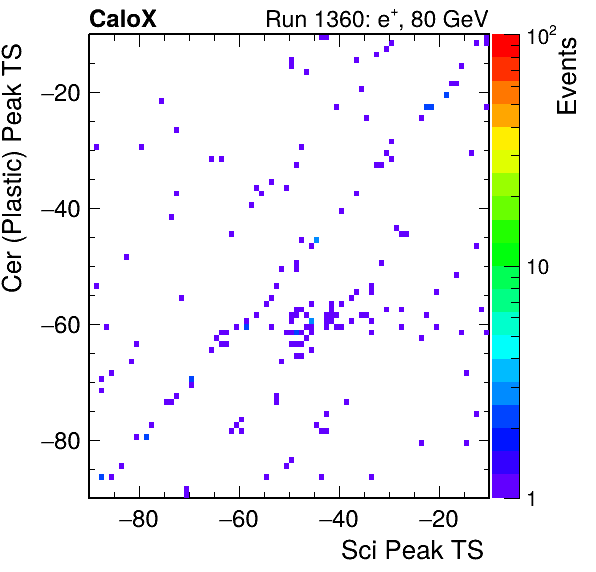 CaloX Run 1360: e⁺, 80 GeV
Cer (Plastic) Peak TS
−20
−40
−60
−80
−80 −60 −40 −20
Sci Peak TS
10²
10
1
Events